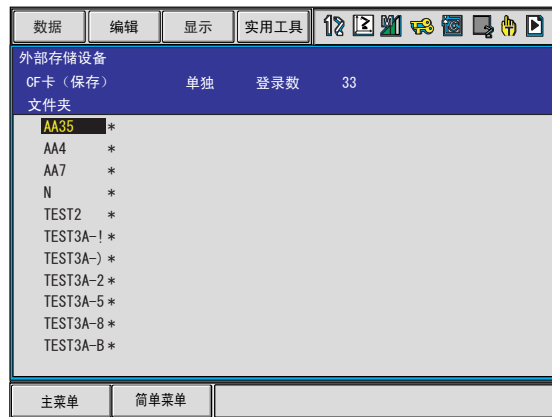 数据 编辑 显示 实用工具
外部存储设备
CF卡（保存） 单独 登录数 33
文件夹
AA35 *
AA4 *
AA7 *
N *
TEST2 *
TEST3A-! *
TEST3A-) *
TEST3A-2 *
TEST3A-5 *
TEST3A-8 *
TEST3A-B *
主菜单 简单菜单